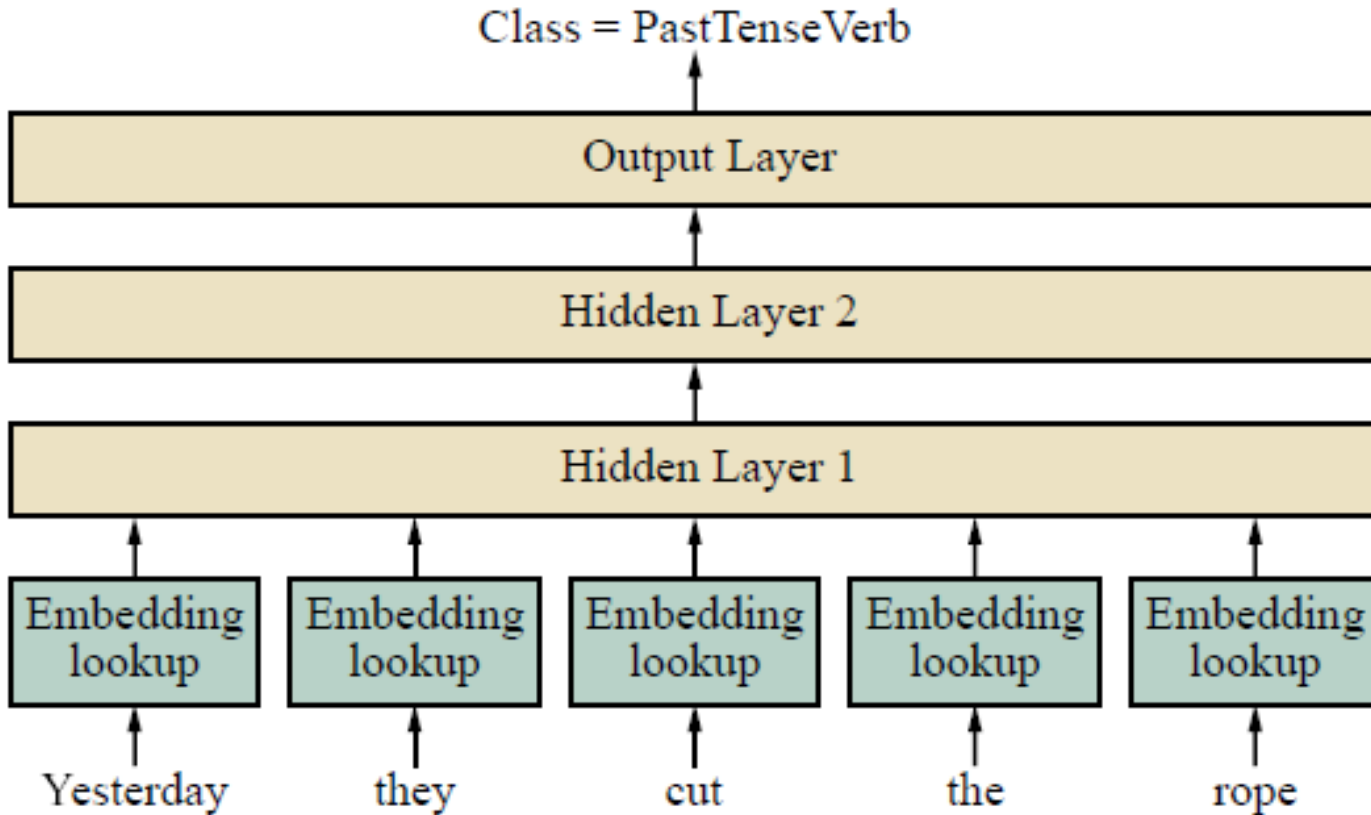 Class = PastTenseVerb
Output Layer
Hidden Layer 2
Hidden Layer 1
Embedding lookup
Embedding lookup
Embedding lookup
Embedding lookup
Embedding lookup
Yesterday they cut the rope